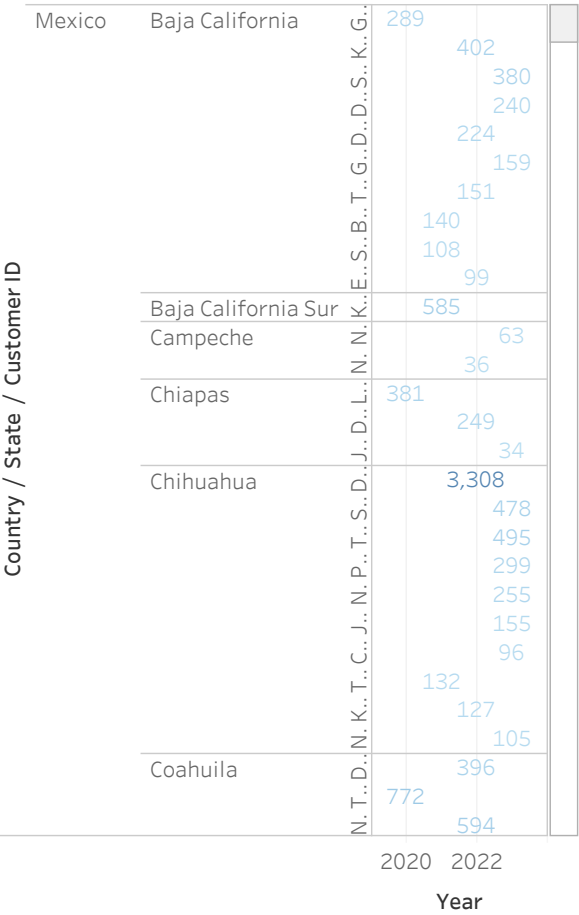 Mexico Baja California G.. 289
K.. 402
S.. 380
D.. 240
D.. 224
G.. 159
T.. 151
B.. 140
S.. 108
E.. 99
Baja California Sur K.. 585
Campeche N.. 63
N.. 36
Chiapas L.. 381
D.. 249
J.. 34
Chihuahua D.. 3,308
S.. 478
T.. 495
P.. 299
N.. 255
J.. 155
C.. 96
T.. 132
K.. 127
N.. 105
Coahuila D.. 396
T.. 772
N.. 594
Country / State / Customer ID
2020 2022
Year